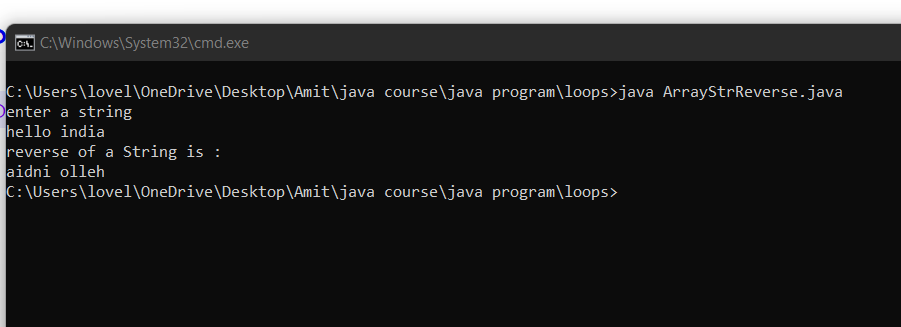 C:\Windows\System32\cmd.exe
C:\Users\lovel\OneDrive\Desktop\Amit\java course\java program\loops>java ArrayStrReverse.java
enter a string
hello india
reverse of a String is :
aidni olleh
C:\Users\lovel\OneDrive\Desktop\Amit\java course\java program\loops>